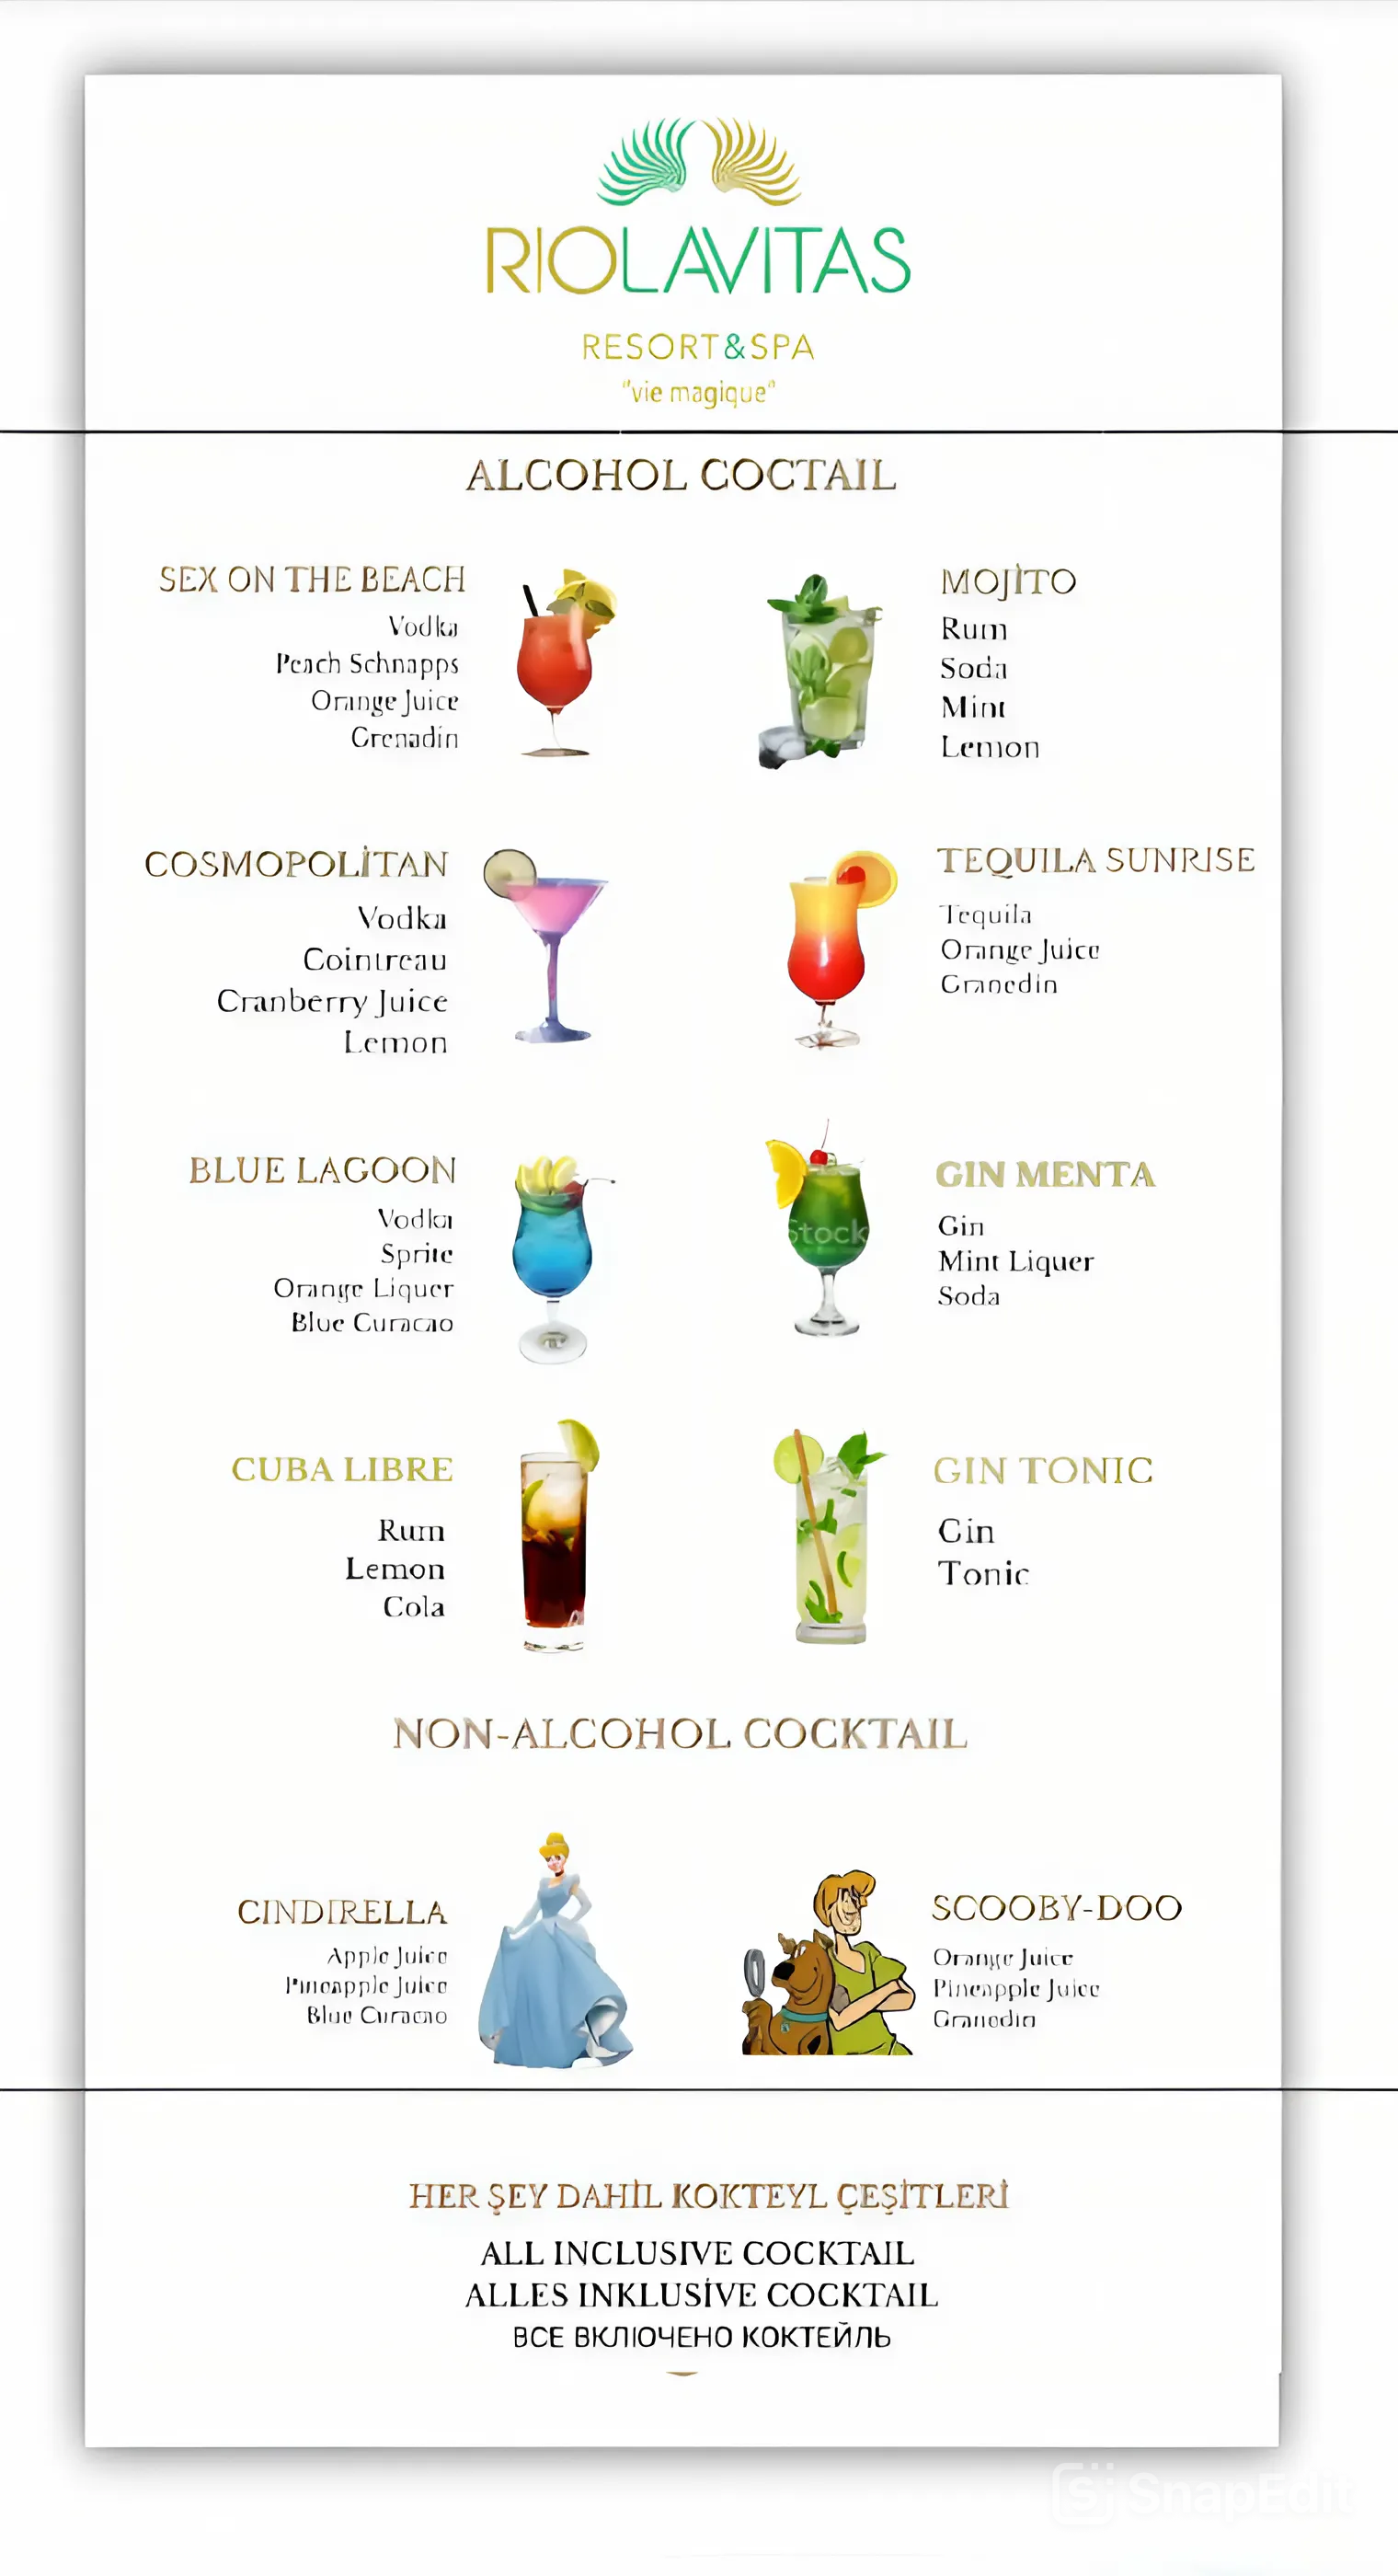 RIOLAVITAS
RESORT&SPA
"vie magique"
ALCOHOL COCTAIL
SEX ON THE BEACH
Vodka
Peach Schnapps
Orange Juice
Grenadin
MOJİTO
Rum
Soda
Mint
Lemon
COSMOPOLİTAN
Vodka
Cointreau
Cranberry Juice
Lemon
TEQUILA SUNRISE
Tequila
Orange Juice
Granedin
BLUE LAGOON
Vodka
Sprite
Orange Liquer
Blue Curacao
GIN MENTA
Gin
Mint Liquer
Soda
Stock
CUBA LIBRE
Rum
Lemon
Cola
GIN TONIC
Gin
Tonic
NON-ALCOHOL COCKTAIL
CINDIRELLA
Apple Juice
Pineapple Juice
Blue Curacao
SCOOBY-DOO
Orange Juice
Pineapple Juice
Granedin
HER ŞEY DAHİL KOKTEYL ÇEŞİTLERİ
ALL INCLUSIVE COCKTAIL
ALLES INKLUSİVE COCKTAIL
ВСЕ ВКЛЮЧЕНО КОКТЕЙЛЬ
SnapEdit